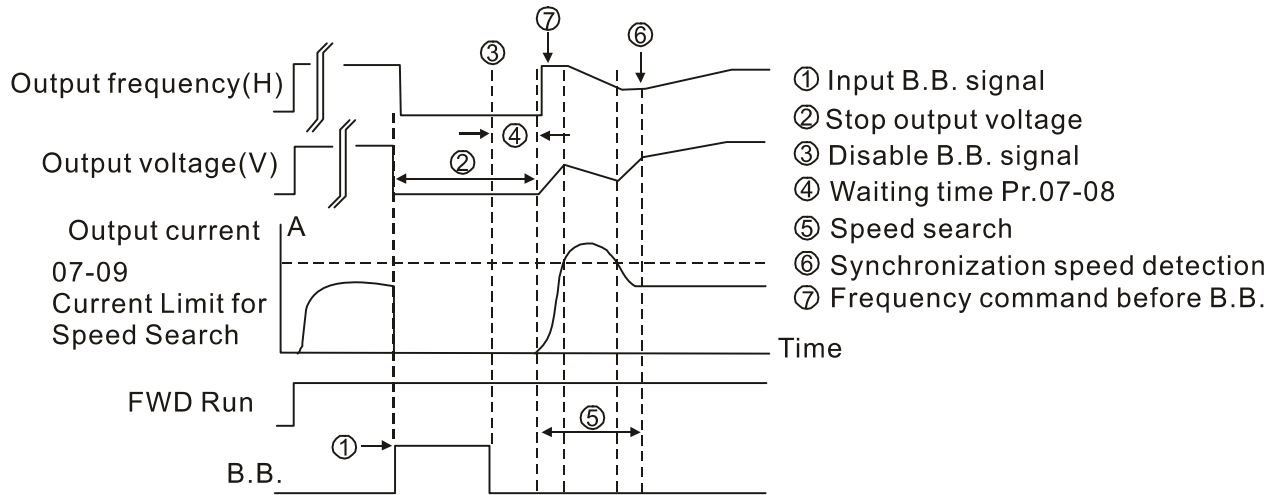 ⑦
⑥
③
Output frequency(H)
④
Output voltage(V)
②
Output current
A
07-09
Current Limit for
Speed Search
Time
FWD Run
⑤
①
B.B.
① Input B.B. signal
② Stop output voltage
③ Disable B.B. signal
④ Waiting time Pr.07-08
⑤ Speed search
⑥ Synchronization speed detection
⑦ Frequency command before B.B.